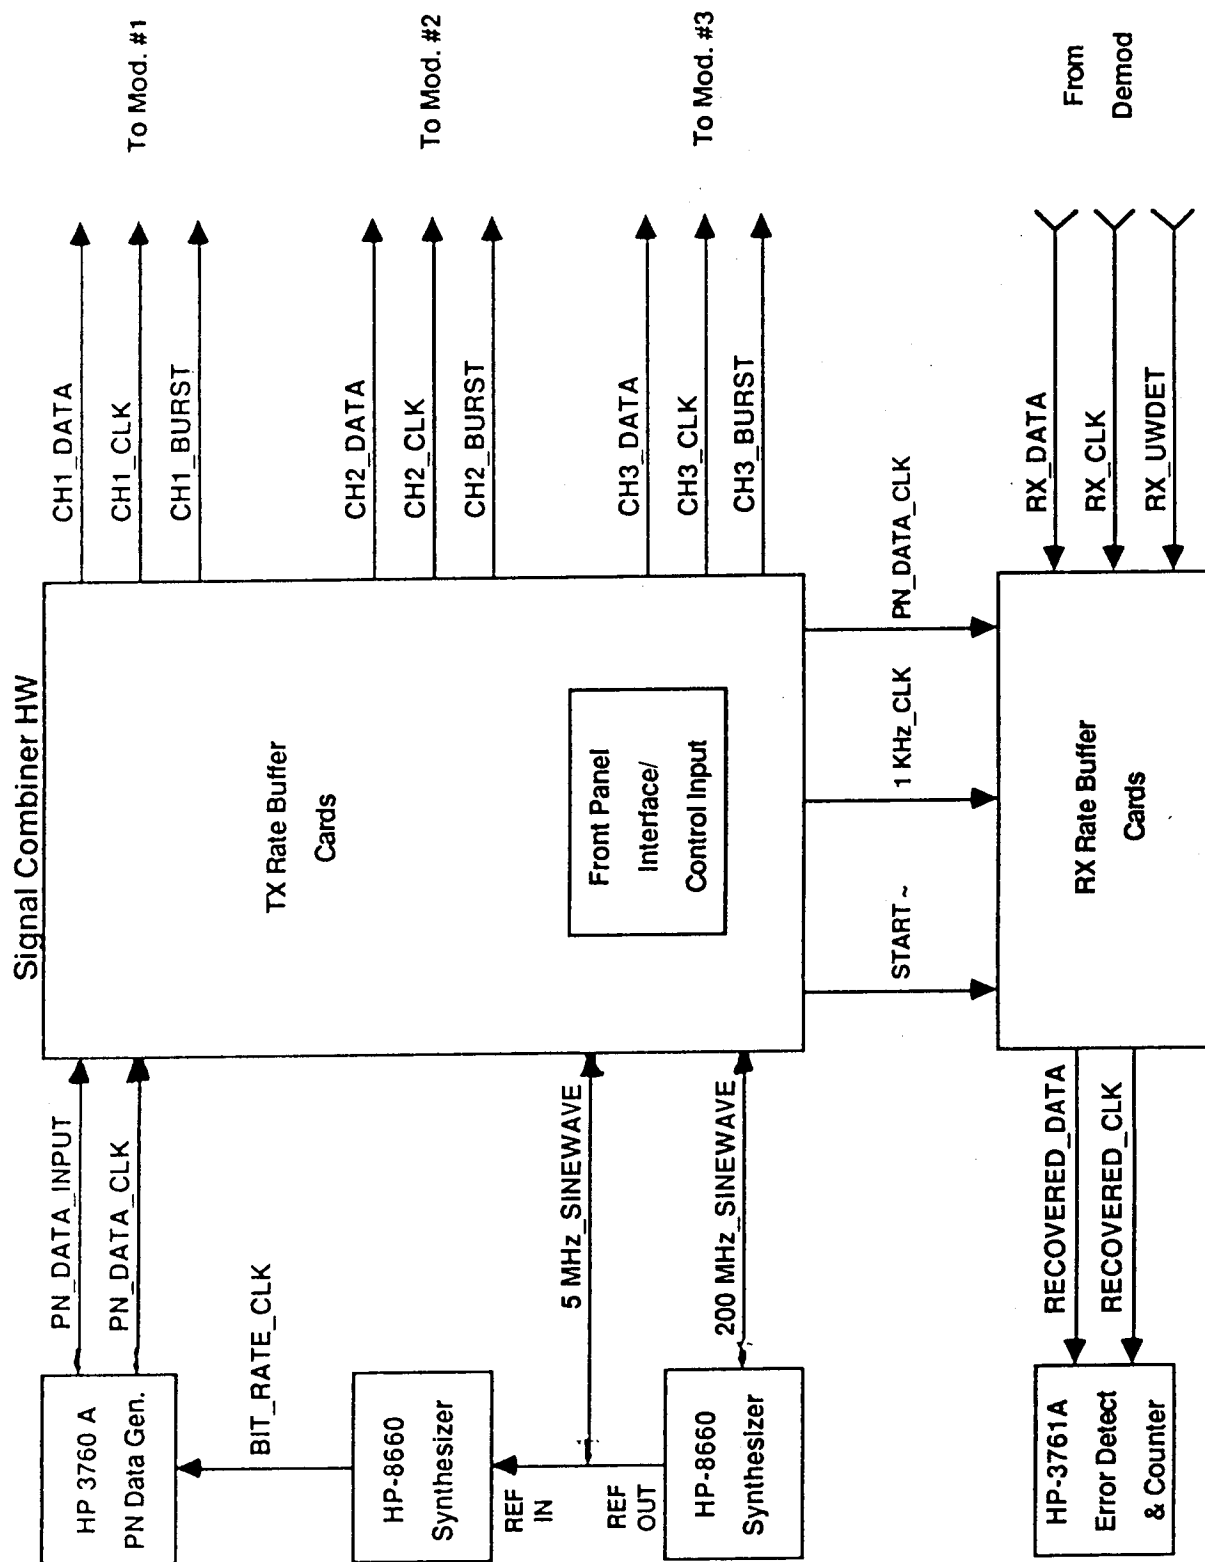 Signal Combiner HW
HP 3760 A
PN Data Gen.
PN_DATA_INPUT
PN_DATA_CLK
BIT_RATE_CLK
HP-8660
Synthesizer
REF
IN
REF
OUT
HP-8660
Synthesizer
5 MHz_SINEWAVE
200 MHz_SINEWAVE
TX Rate Buffer
Cards
Front Panel
Interface/
Control Input
CH1_DATA
CH1_CLK
CH1_BURST
To Mod. #1
CH2_DATA
CH2_CLK
CH2_BURST
To Mod. #2
CH3_DATA
CH3_CLK
CH3_BURST
To Mod. #3
START ~
1 KHz_CLK
PN_DATA_CLK
HP-3761A
Error Detect
& Counter
RECOVERED_DATA
RECOVERED_CLK
RX Rate Buffer
Cards
RX_DATA
RX_CLK
RX_UWDET
From
Demod